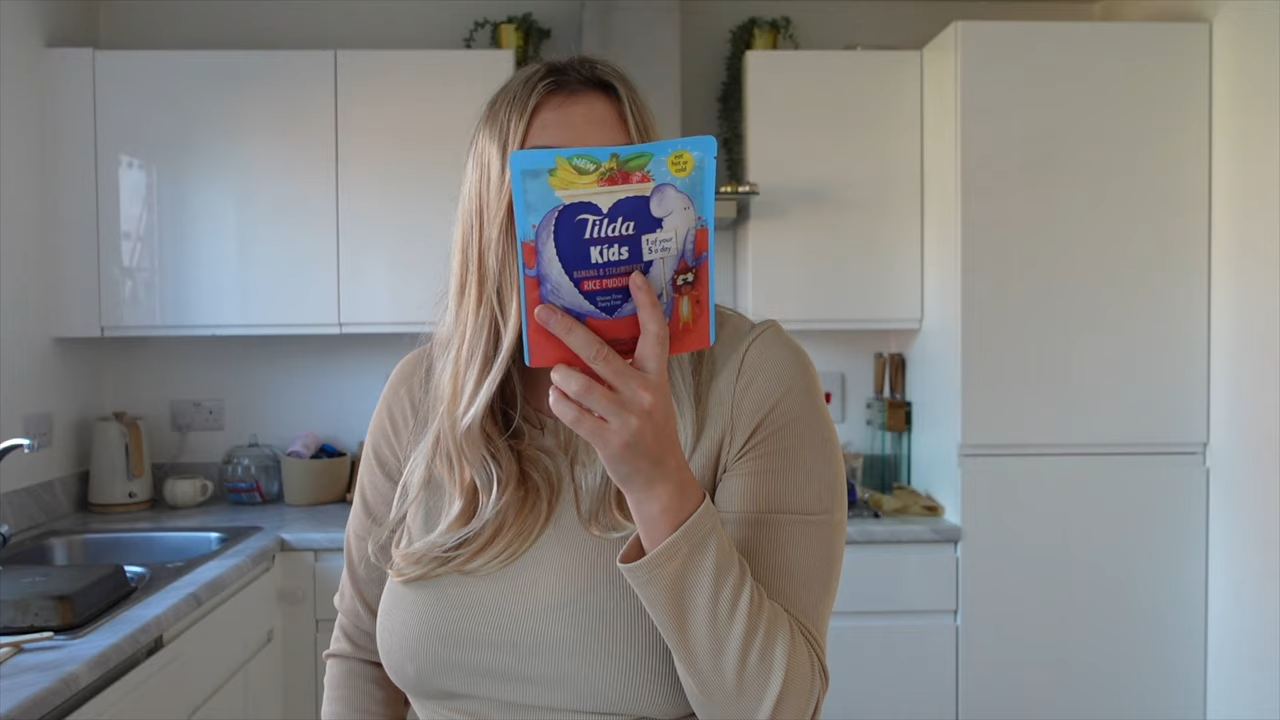 NEW
eat
hot or
cold
Tilda
Kids
1 of your
5 a day
BANANA & STRAWBERRY
RICE PUDDING
Gluten Free
Dairy Free